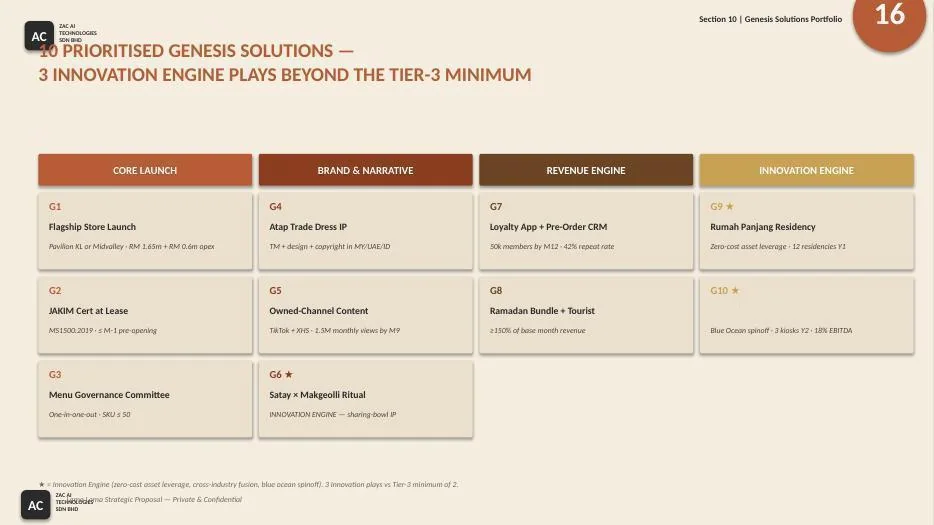 AC
ZAC AI
TECHNOLOGIES
SDN BHD
Section 10 | Genesis Solutions Portfolio
16
10 PRIORITISED GENESIS SOLUTIONS —
3 INNOVATION ENGINE PLAYS BEYOND THE TIER-3 MINIMUM
CORE LAUNCH
BRAND & NARRATIVE
REVENUE ENGINE
INNOVATION ENGINE
G1
Flagship Store Launch
Pavilion KL or Midvalley · RM 1.65m + RM 0.6m opex
G4
Atap Trade Dress IP
TM + design + copyright in MY/UAE/ID
G7
Loyalty App + Pre-Order CRM
50k members by M12 · 42% repeat rate
G9 ★
Rumah Panjang Residency
Zero-cost asset leverage · 12 residencies Y1
G2
JAKIM Cert at Lease
MS1500:2019 · ≤ M-1 pre-opening
G5
Owned-Channel Content
TikTok + XHS · 1.5M monthly views by M9
G8
Ramadan Bundle + Tourist
≥150% of base month revenue
G10 ★
Blue Ocean spinoff · 3 kiosks Y2 · 18% EBITDA
G3
Menu Governance Committee
One-in-one-out · SKU ≤ 50
G6 ★
Satay × Makgeolli Ritual
INNOVATION ENGINE — sharing-bowl IP
★ = Innovation Engine (zero-cost asset leverage, cross-industry fusion, blue ocean spinoff). 3 Innovation plays vs Tier-3 minimum of 2.
AC
ZAC AI
TECHNOLOGIES
SDN BHD
Strategic Proposal — Private & Confidential